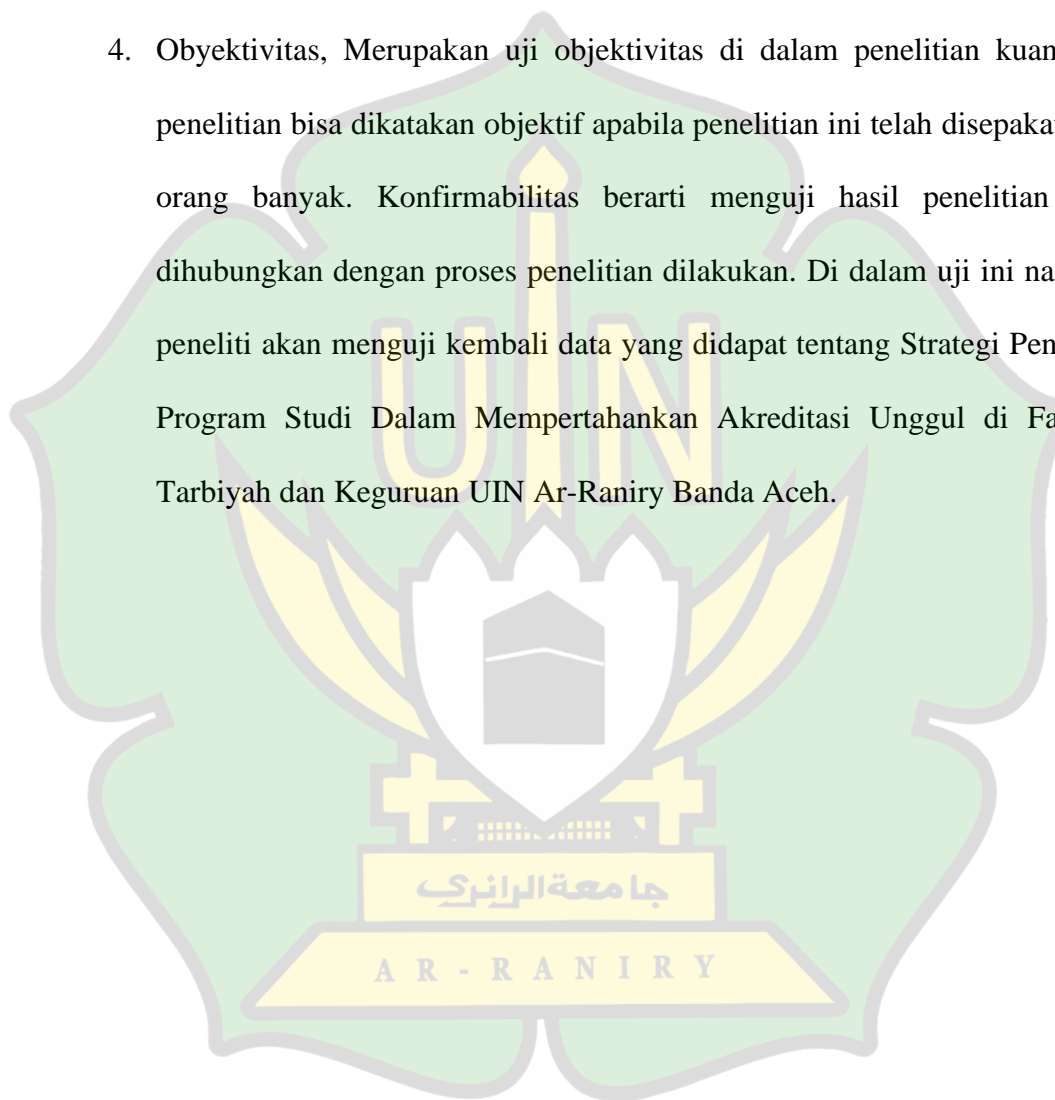 4. Obyektivitas, Merupakan uji objektivitas di dalam penelitian kuan
penelitian bisa dikatakan objektif apabila penelitian ini telah disepaka
orang banyak. Konfirmabilitas berarti menguji hasil penelitian
dihubungkan dengan proses penelitian dilakukan. Di dalam uji ini na
peneliti akan menguji kembali data yang didapat tentang Strategi Pen
Program Studi Dalam Mempertahankan Akreditasi Unggul di Fa
Tarbiyah dan Keguruan UIN Ar-Raniry Banda Aceh.
UIN
جامعة الرانري
AR-RANIRY